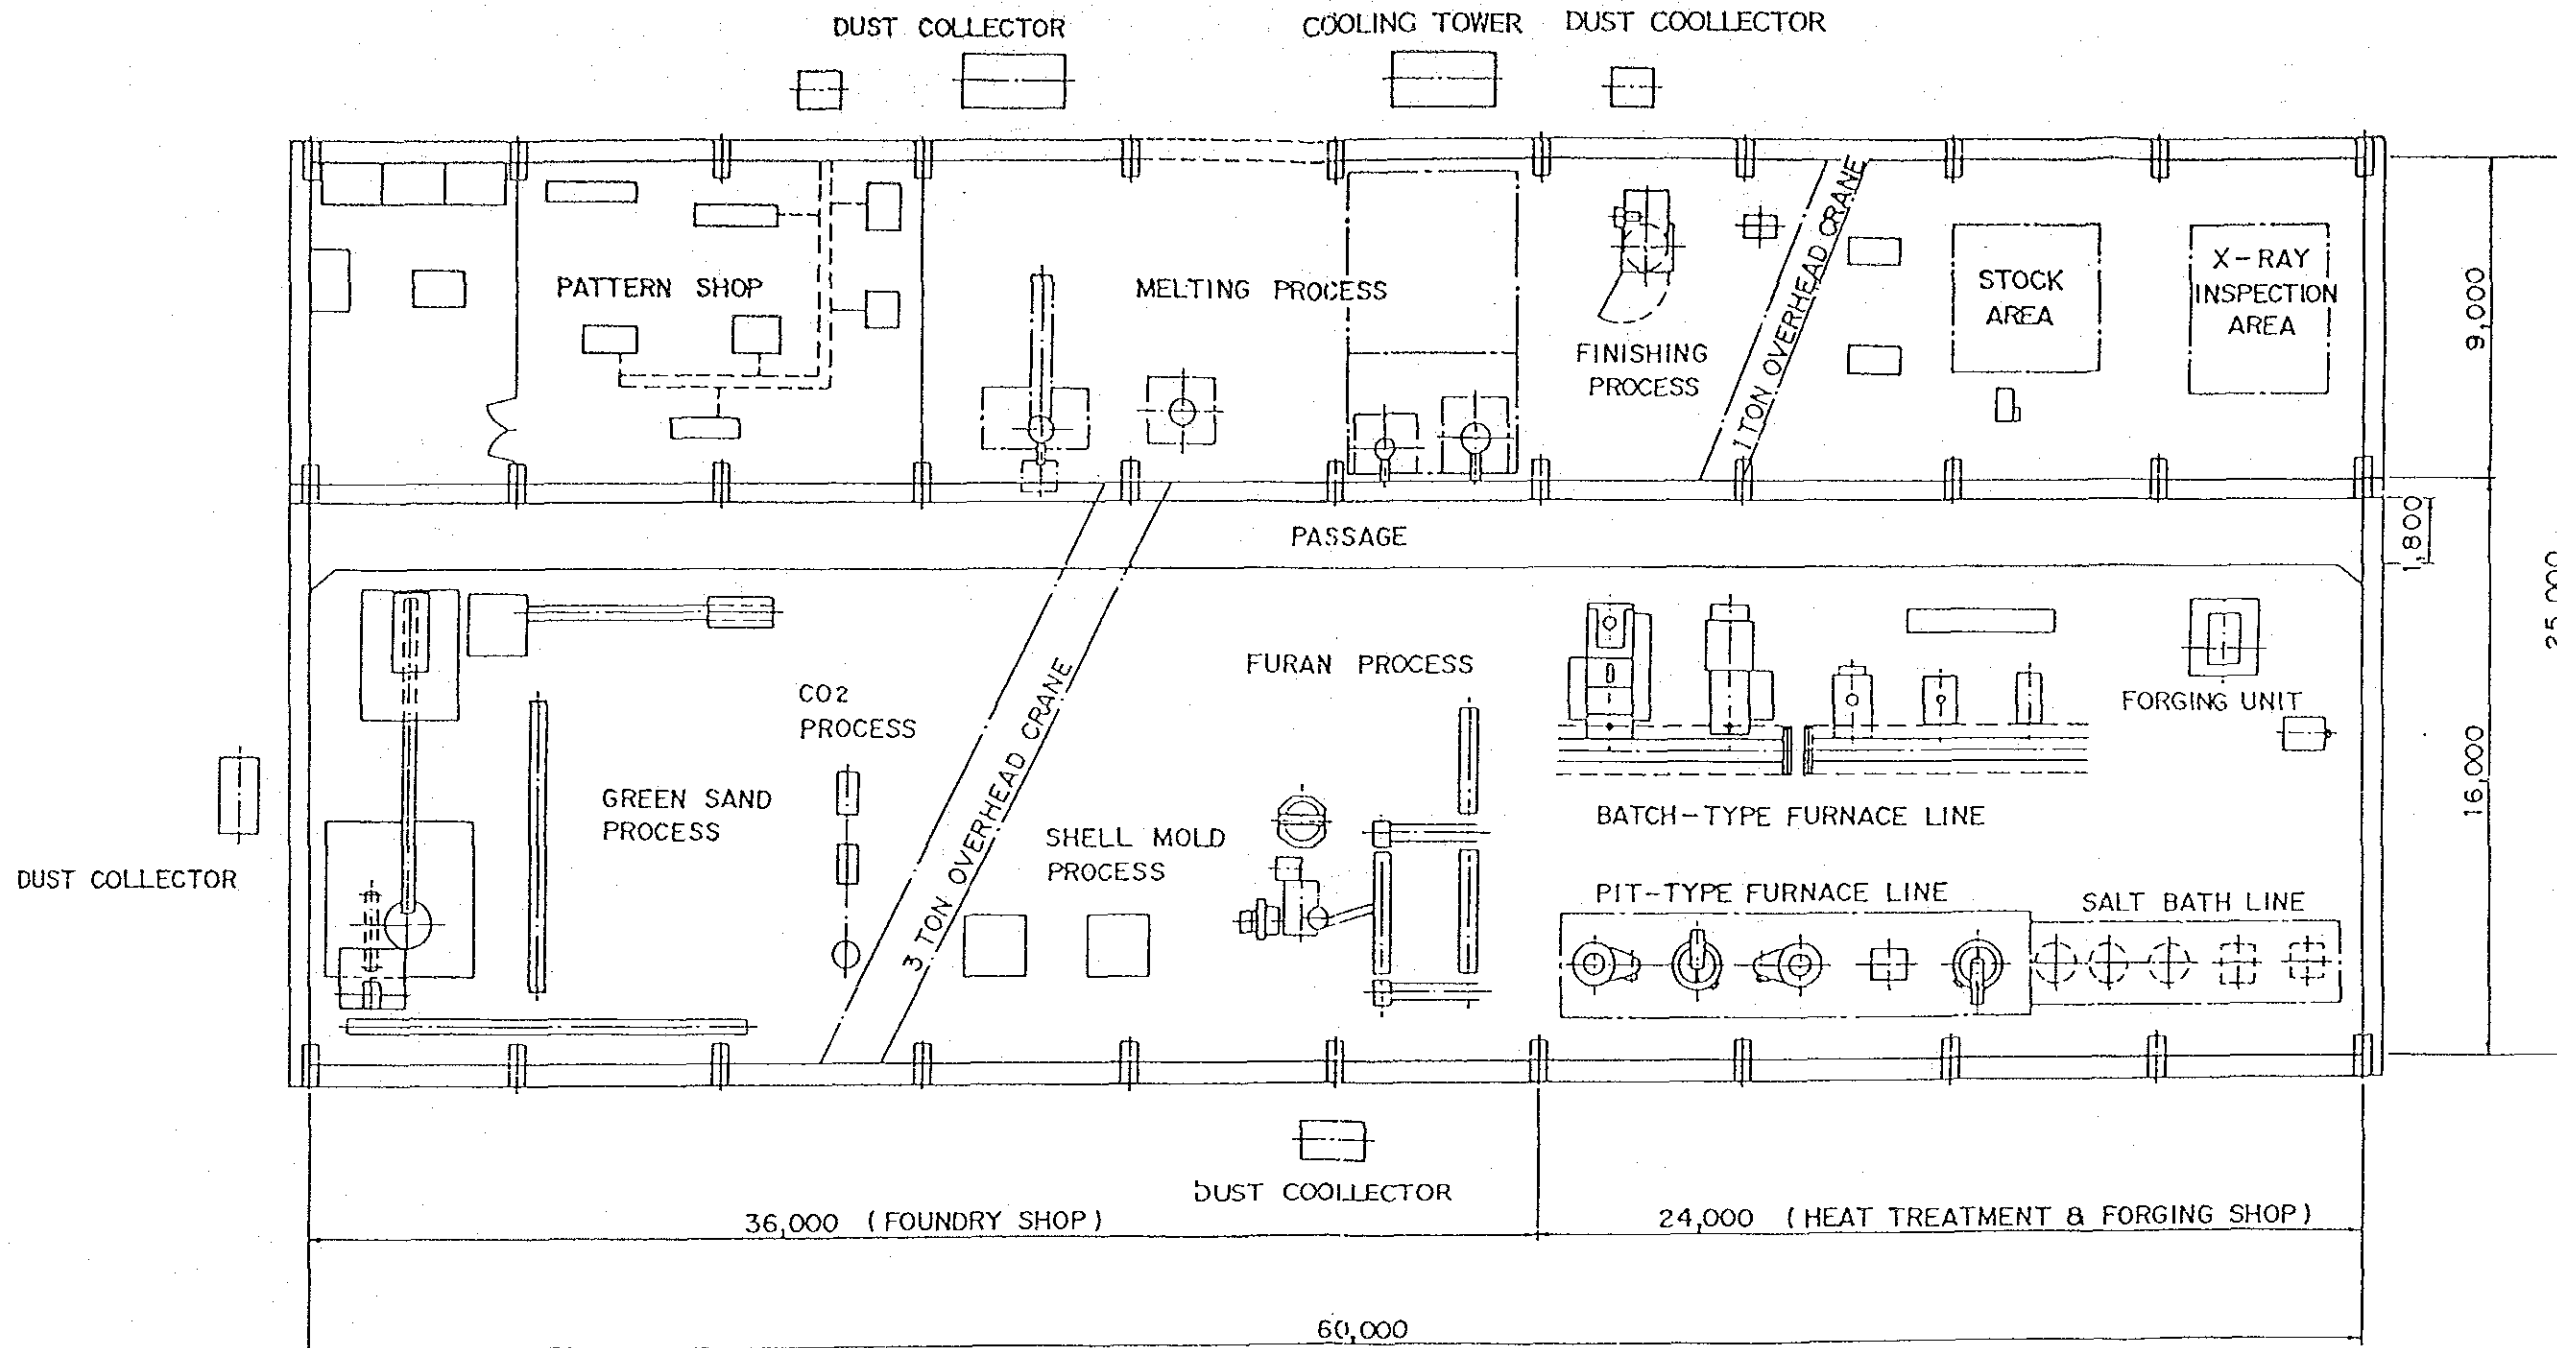 DUST COLLECTOR
COOLING TOWER
DUST COOLLECTOR
PATTERN SHOP
MELTING PROCESS
FINISHING
PROCESS
1 TON OVERHEAD CRANE
STOCK
AREA
X-RAY
INSPECTION
AREA
9,000
PASSAGE
1,800
25,000
CO2
PROCESS
3 TON OVERHEAD CRANE
FURAN PROCESS
FORGING UNIT
16,000
GREEN SAND
PROCESS
SHELL MOLD
PROCESS
BATCH-TYPE FURNACE LINE
DUST COLLECTOR
PIT-TYPE FURNACE LINE
SALT BATH LINE
DUST COOLLECTOR
36,000 (FOUNDRY SHOP)
24,000 (HEAT TREATMENT & FORGING SHOP)
60,000